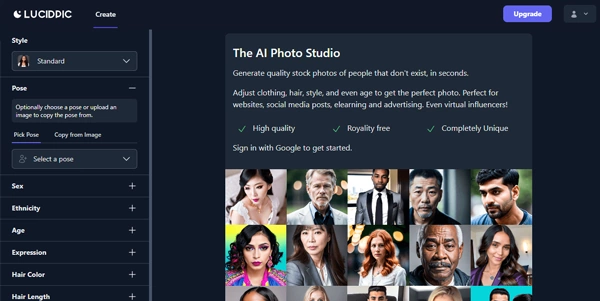 LUCIDDIC
Create
Upgrade
Style
Standard
Pose
Optionally choose a pose or upload an
image to copy the pose from.
Pick Pose
Copy from Image
Select a pose
Sex
Ethnicity
Age
Expression
Hair Color
Hair Length
The AI Photo Studio
Generate quality stock photos of people that don't exist, in seconds.
Adjust clothing, hair, style, and even age to get the perfect photo. Perfect for
websites, social media posts, elearning and advertising. Even virtual influencers!
High quality
Royality free
Completely Unique
Sign in with Google to get started.